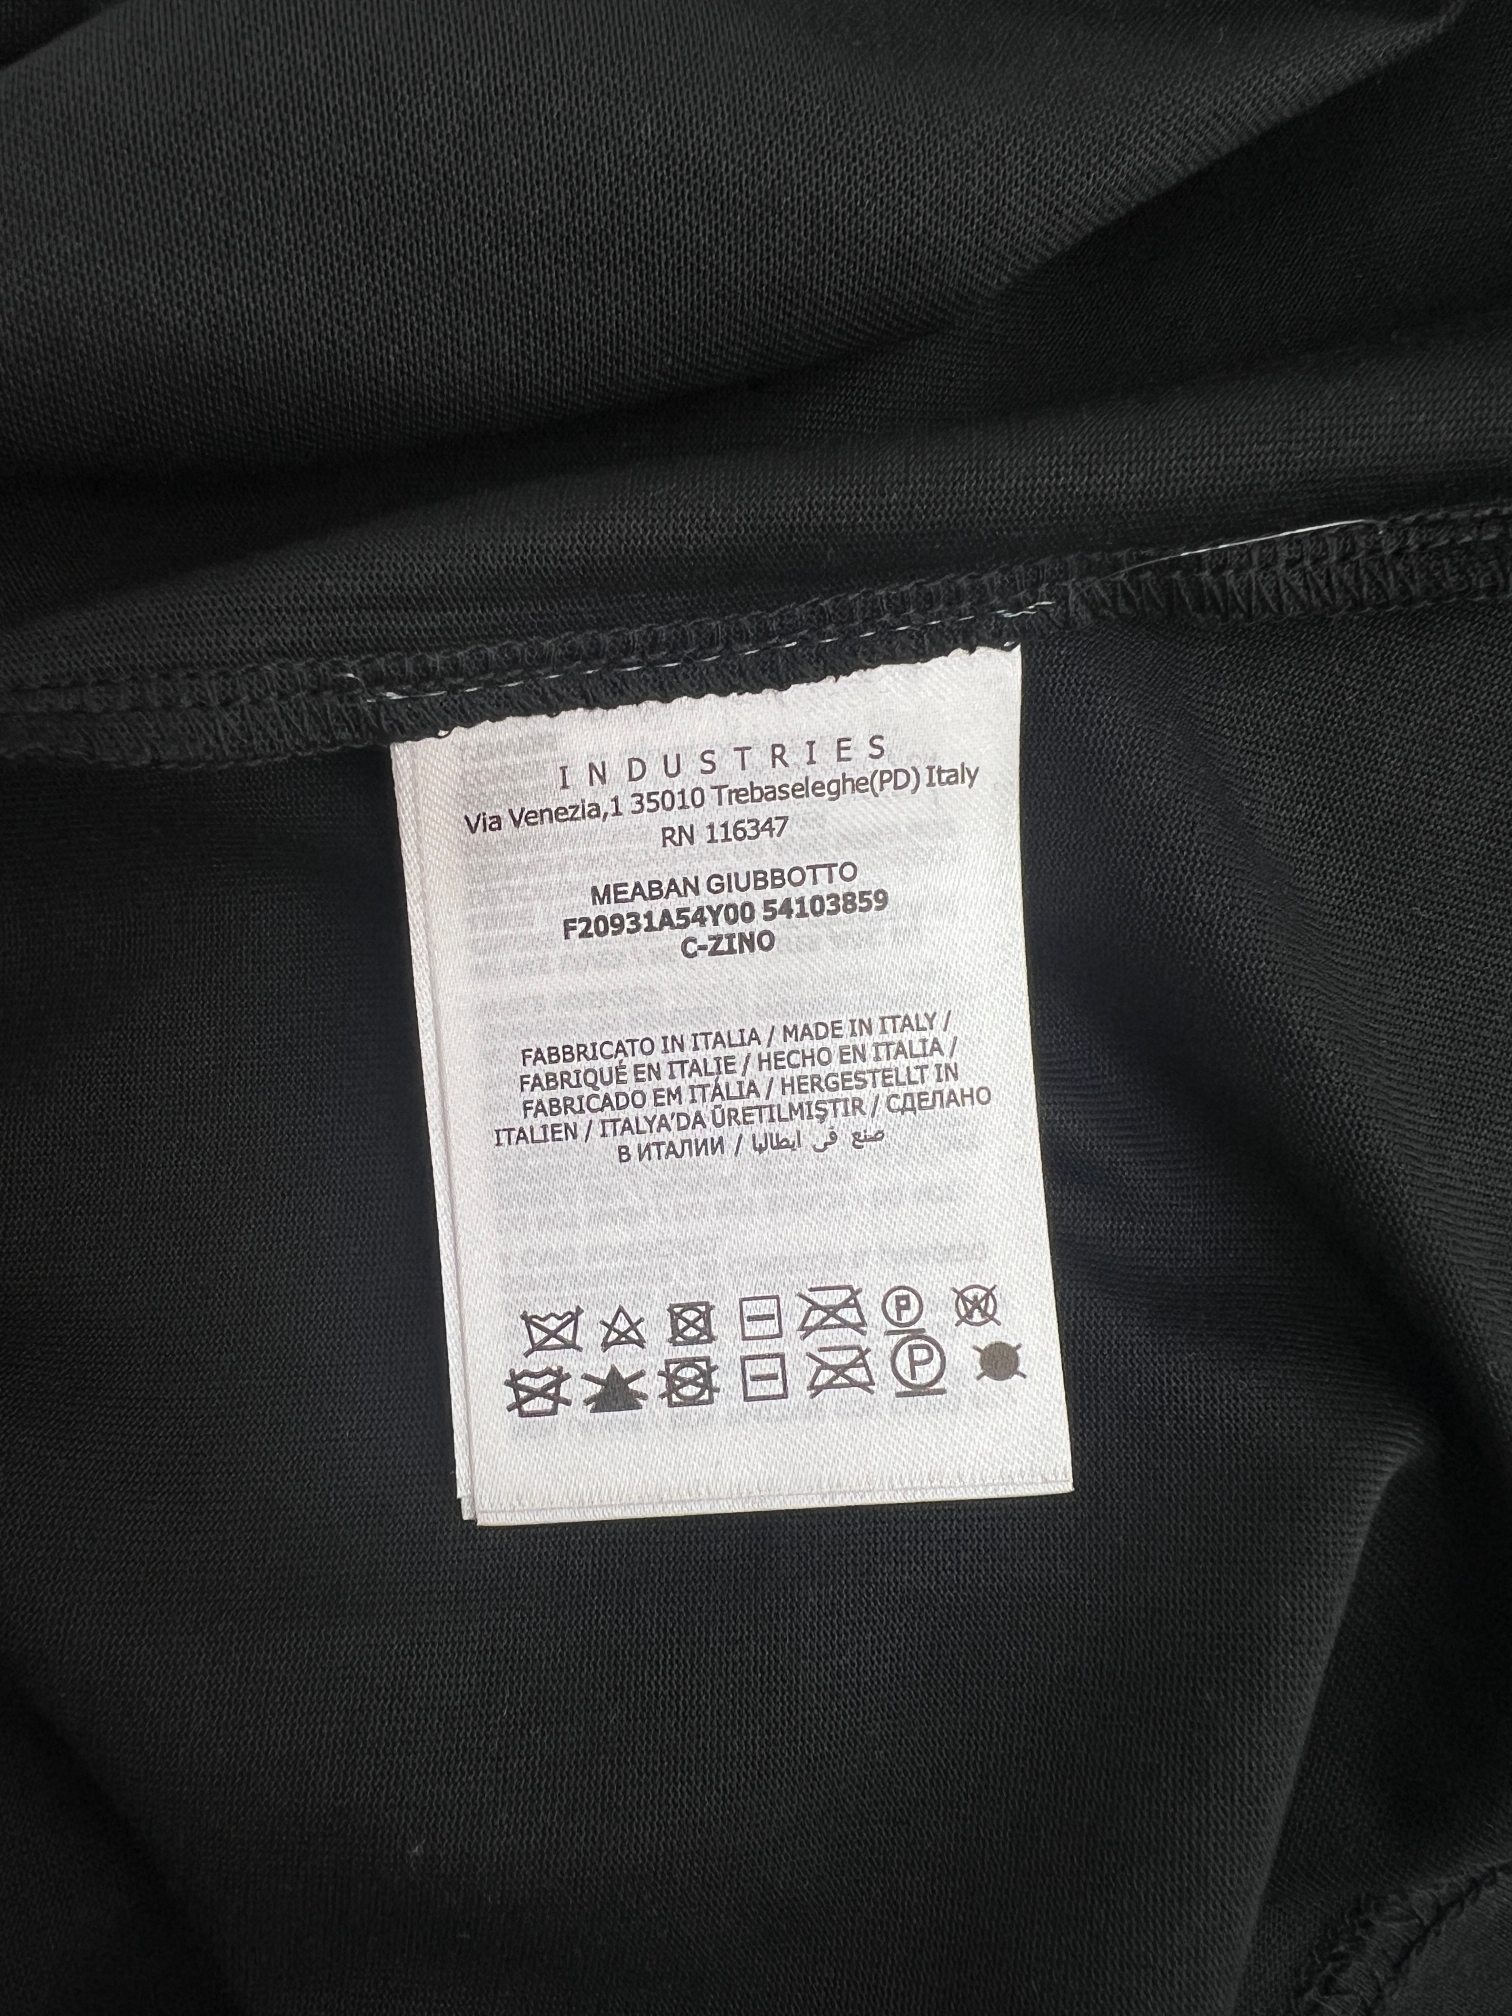 INDUSTRIES
Via Venezia,1 35010 Trebaseleghe(PD) Italy
RN 116347
MEABAN GIUBBOTTO
F20931A54Y00 54103859
C-ZINO
FABBRICATO IN ITALIA / MADE IN ITALY /
FABRIQUÉ EN ITALIE / HECHO EN ITALIA /
FABRICADO EM ITÁLIA / HERGESTELLT IN
ITALIEN / ITALYA'DA ÜRETILMIŞTIR / СДЕЛАНО
В ИТАЛИИ / صنع في ايطاليا
P W
P